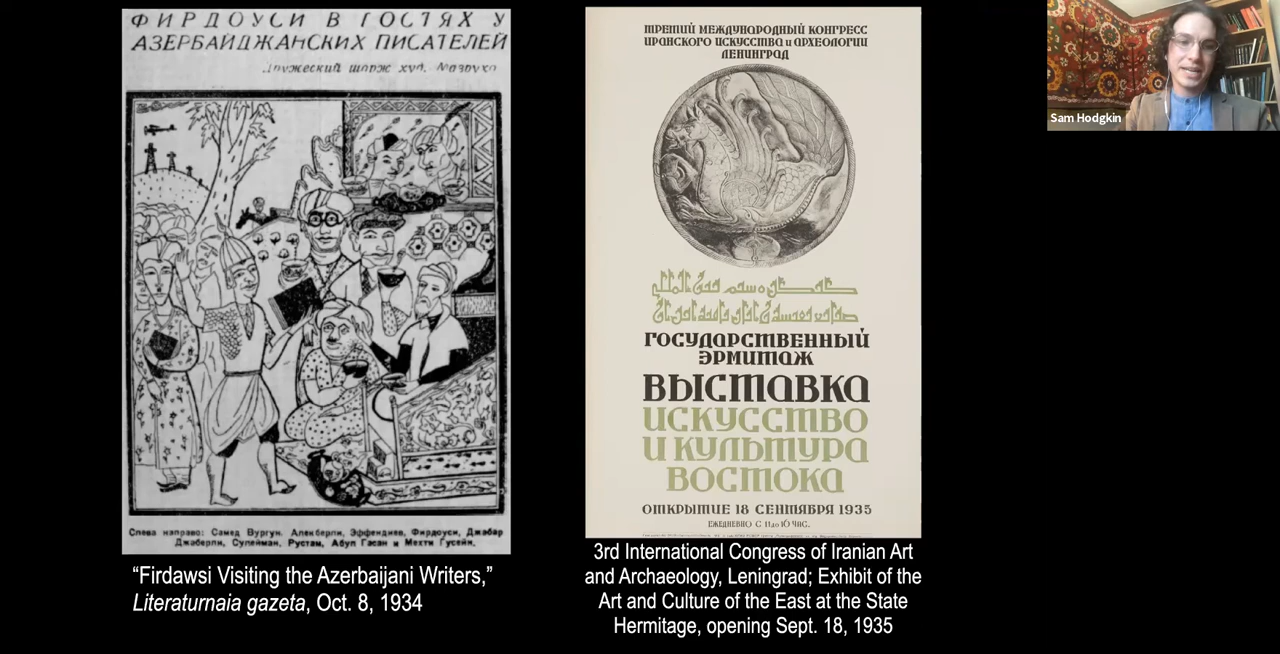 ФИРДОУСИ В ГОСТЯХ У
АЗЕРБАЙДЖАНСКИХ ПИСАТЕЛЕЙ
Дружеский шарж худ.
Слева направо: Самед Вургун, Алекберли, Эффендиев, Фирдоуси, Джабар
Джаберли, Сулейман, Рустам, Абул Гасан и Мехти Гусейн.
“Firdawsi Visiting the Azerbaijani Writers,”
Literaturnaia gazeta, Oct. 8, 1934
ТРЕТИЙ МЕЖДУНАРОДНЫЙ КОНГРЕСС
ИРАНСКОГО ИСКУССТВА и АРХЕОЛОГИИ
ЛЕНИНГРАД
ГОСУДАРСТВЕННЫЙ
ЭРМИТАЖ
ВЫСТАВКА
ИСКУССТВО
И КУЛЬТУРА
ВОСТОКА
ОТКРЫТИЕ 18 СЕНТЯБРЯ 1935
ЕЖЕДНЕВНО С 11 до 16 ЧАС.
3rd International Congress of Iranian Art
and Archaeology, Leningrad; Exhibit of the
Art and Culture of the East at the State
Hermitage, opening Sept. 18, 1935
Sam Hodgkin